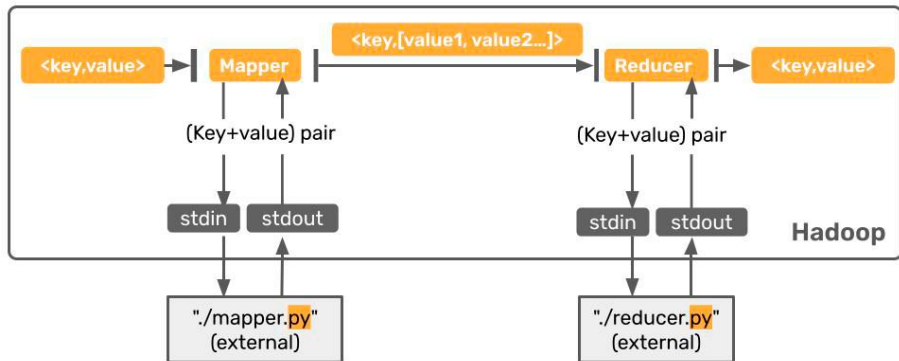 <key,[value1, value2...]>
<key,value>
Mapper
Reducer
<key,value>
(Key+value) pair
(Key+value) pair
stdin
stdout
stdin
stdout
Hadoop
"./mapper.py"
(external)
"./reducer.py"
(external)